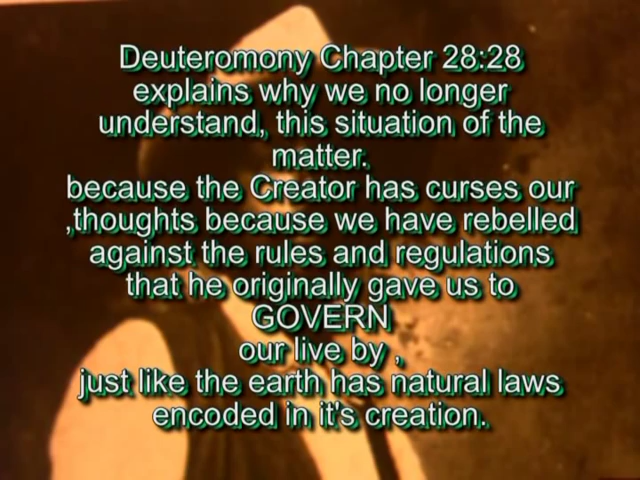 Deuteromony Chapter 28:28
explains why we no longer
understand, this situation of the
matter.
because the Creator has curses our
,thoughts because we have rebelled
against the rules and regulations
that he originally gave us to
GOVERN
our live by ,
just like the earth has natural laws
encoded in it's creation.